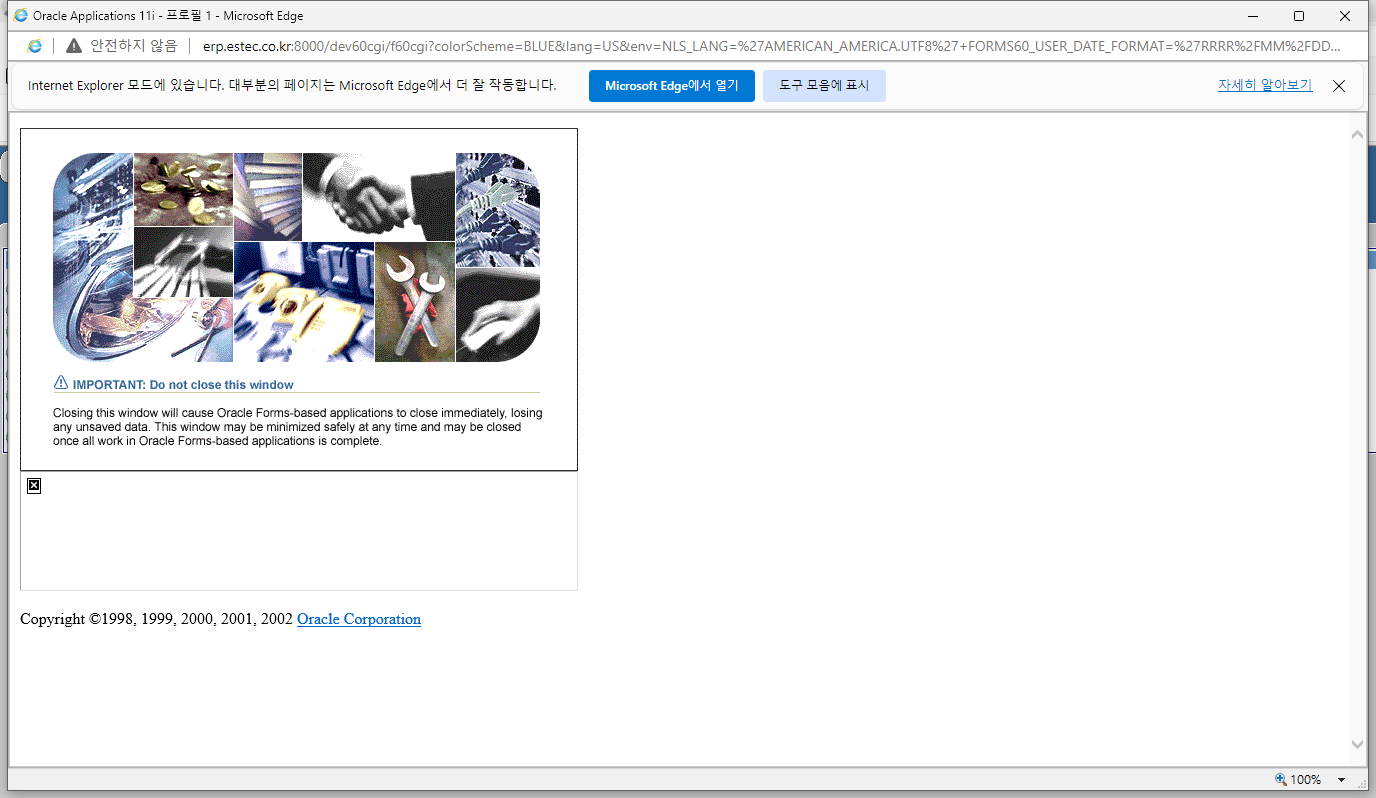 Oracle Applications 11i - 프로필 1 - Microsoft Edge
안전하지 않음 erp.estec.co.kr:8000/dev60cgi/f60cgi?colorScheme=BLUE&lang=US&env=NLS_LANG=%27AMERICAN_AMERICA.UTF8%27+FORMS60_USER_DATE_FORMAT=%27RRRR%2FMM%2FDD...
Internet Explorer 모드에 있습니다. 대부분의 페이지는 Microsoft Edge에서 더 잘 작동합니다. Microsoft Edge에서 열기 도구 모음에 표시 자세히 알아보기
IMPORTANT: Do not close this window
Closing this window will cause Oracle Forms-based applications to close immediately, losing
any unsaved data. This window may be minimized safely at any time and may be closed
once all work in Oracle Forms-based applications is complete.
Copyright ©1998, 1999, 2000, 2001, 2002 Oracle Corporation
100%